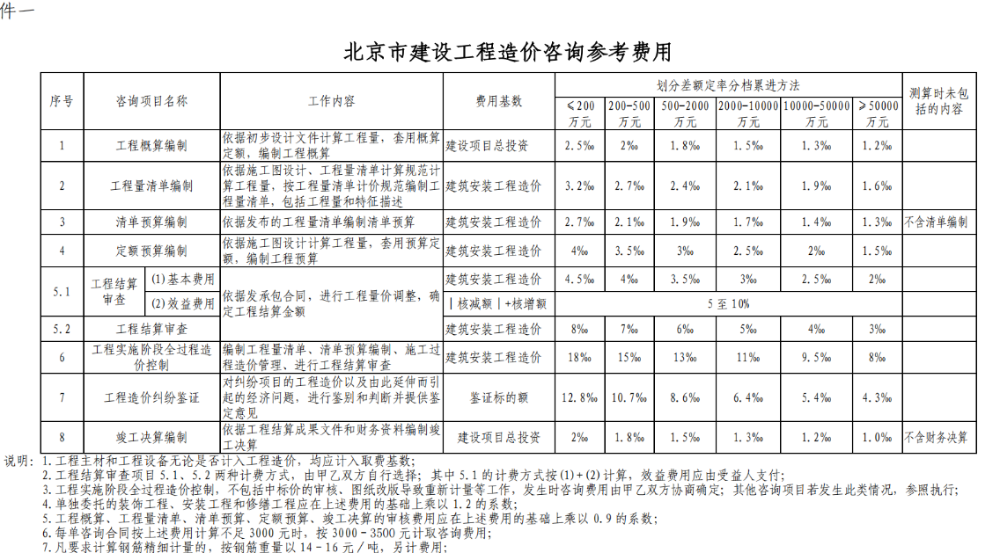 件一
北京市建设工程造价咨询参考费用
序号 咨询项目名称 工作内容 费用基数 划分差额定率分档累进方法 测算时未包括的内容
≤200万元 200-500万元 500-2000万元 2000-10000万元 10000-50000万元 ≥50000万元
1 工程概算编制 依据初步设计文件计算工程量，套用概算定额，编制工程概算 建设项目总投资 2.5‰ 2‰ 1.8‰ 1.5‰ 1.3‰ 1.2‰
2 工程量清单编制 依据施工图设计、工程量清单计算规范计算工程量，按工程量清单计价规范编制工程量清单，包括工程量和特征描述 建筑安装工程造价 3.2‰ 2.7‰ 2.4‰ 2.1‰ 1.9‰ 1.6‰
3 清单预算编制 依据发布的工程量清单编制清单预算 建筑安装工程造价 2.7‰ 2.1‰ 1.9‰ 1.7‰ 1.4‰ 1.3‰ 不含清单编制
4 定额预算编制 依据施工图设计计算工程量，套用预算定额，编制工程预算 建筑安装工程造价 4‰ 3.5‰ 3‰ 2.5‰ 2‰ 1.5‰
5.1 工程结算审查 (1)基本费用 依据发承包合同，进行工程量价调整，确定工程结算金额 建筑安装工程造价 4.5‰ 4‰ 3.5‰ 3‰ 2.5‰ 2‰
(2)效益费用 |核减额|+核增额 5至10%
5.2 工程结算审查 建筑安装工程造价 8‰ 7‰ 6‰ 5‰ 4‰ 3‰
6 工程实施阶段全过程造价控制 编制工程量清单、清单预算编制、施工过程造价管理、进行工程结算审查 建筑安装工程造价 18‰ 15‰ 13‰ 11‰ 9.5‰ 8‰
7 工程造价纠纷鉴证 对纠纷项目的工程造价以及由此延伸而引起的经济问题，进行鉴别和判断并提供鉴定意见 鉴证标的额 12.8‰ 10.7‰ 8.6‰ 6.4‰ 5.4‰ 4.3‰
8 竣工决算编制 依据工程结算成果文件和财务资料编制竣工决算 建设项目总投资 2‰ 1.8‰ 1.5‰ 1.3‰ 1.2‰ 1.0‰ 不含财务决算
说明：1.工程主材和工程设备无论是否计入工程造价，均应计入取费基数；
2.工程结算审查项目5.1、5.2两种计费方式，由甲乙双方自行选择；其中5.1的计费方式按(1)+(2)计算，效益费用应由受益人支付；
3.工程实施阶段全过程造价控制，不包括中标价的审核、图纸改版导致重新计量等工作，发生时咨询费用由甲乙双方协商确定；其他咨询项目若发生此类情况，参照执行；
4.单独委托的装饰工程、安装工程和修缮工程应在上述费用的基础上乘以1.2的系数；
5.工程概算、工程量清单、清单预算、定额预算、竣工决算的审核费用应在上述费用的基础上乘以0.9的系数；
6.每单咨询合同按上述费用计算不足3000元时，按3000-3500元计取咨询费用；
7.凡要求计算钢筋精细计量的，按钢筋重量以14-16元/吨，另计费用；